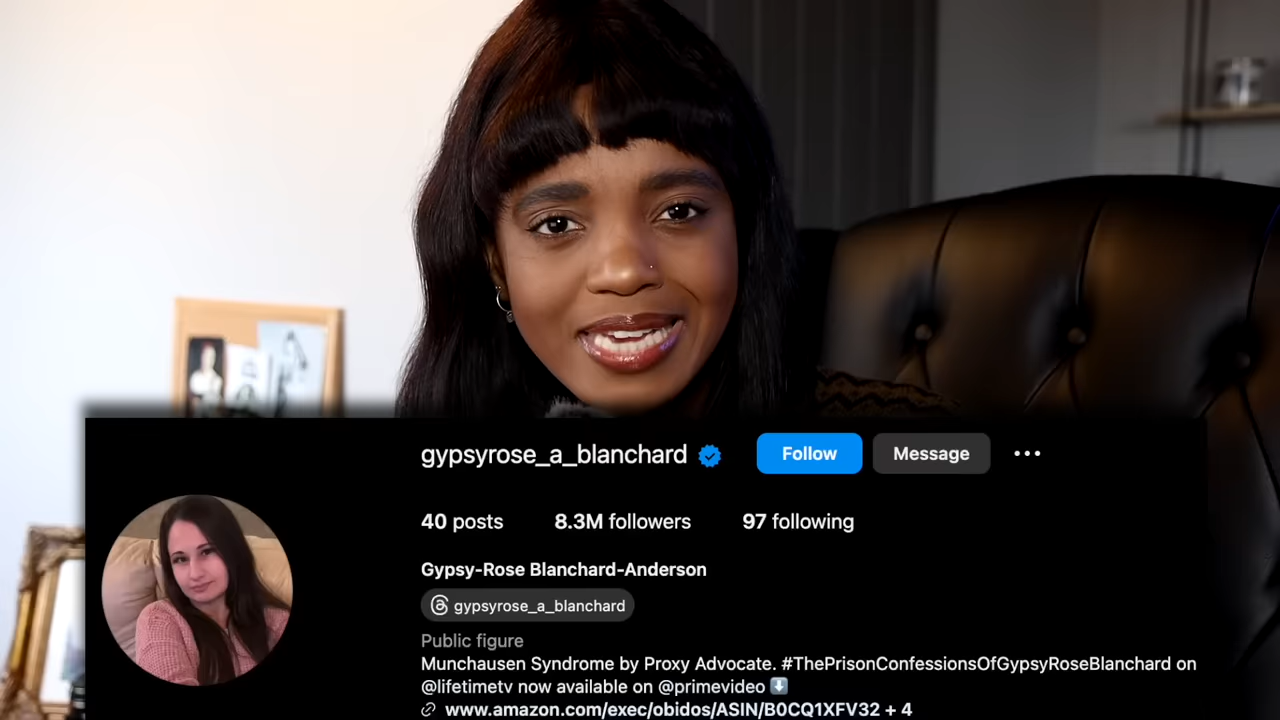 gypsyrose_a_blanchard
Follow
Message
40 posts
8.3M followers
97 following
Gypsy-Rose Blanchard-Anderson
gypsyrose_a_blanchard
Public figure
Munchausen Syndrome by Proxy Advocate. #ThePrisonConfessionsOfGypsyRoseBlanchard on
@lifetimetv now available on @primevideo ⬇️
www.amazon.com/exec/obidos/ASIN/B0CQ1XFV32 + 4